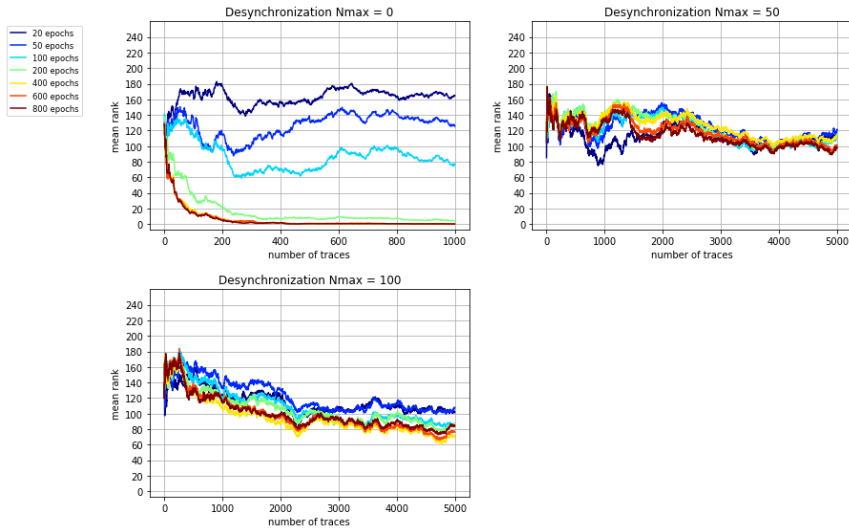 20 epochs
50 epochs
100 epochs
200 epochs
400 epochs
600 epochs
800 epochs
Desynchronization Nmax = 0
mean rank
240
220
200
180
160
140
120
100
80
60
40
20
0
0 200 400 600 800 1000
number of traces
Desynchronization Nmax = 50
mean rank
240
220
200
180
160
140
120
100
80
60
40
20
0
0 1000 2000 3000 4000 5000
number of traces
Desynchronization Nmax = 100
mean rank
240
220
200
180
160
140
120
100
80
60
40
20
0
0 1000 2000 3000 4000 5000
number of traces